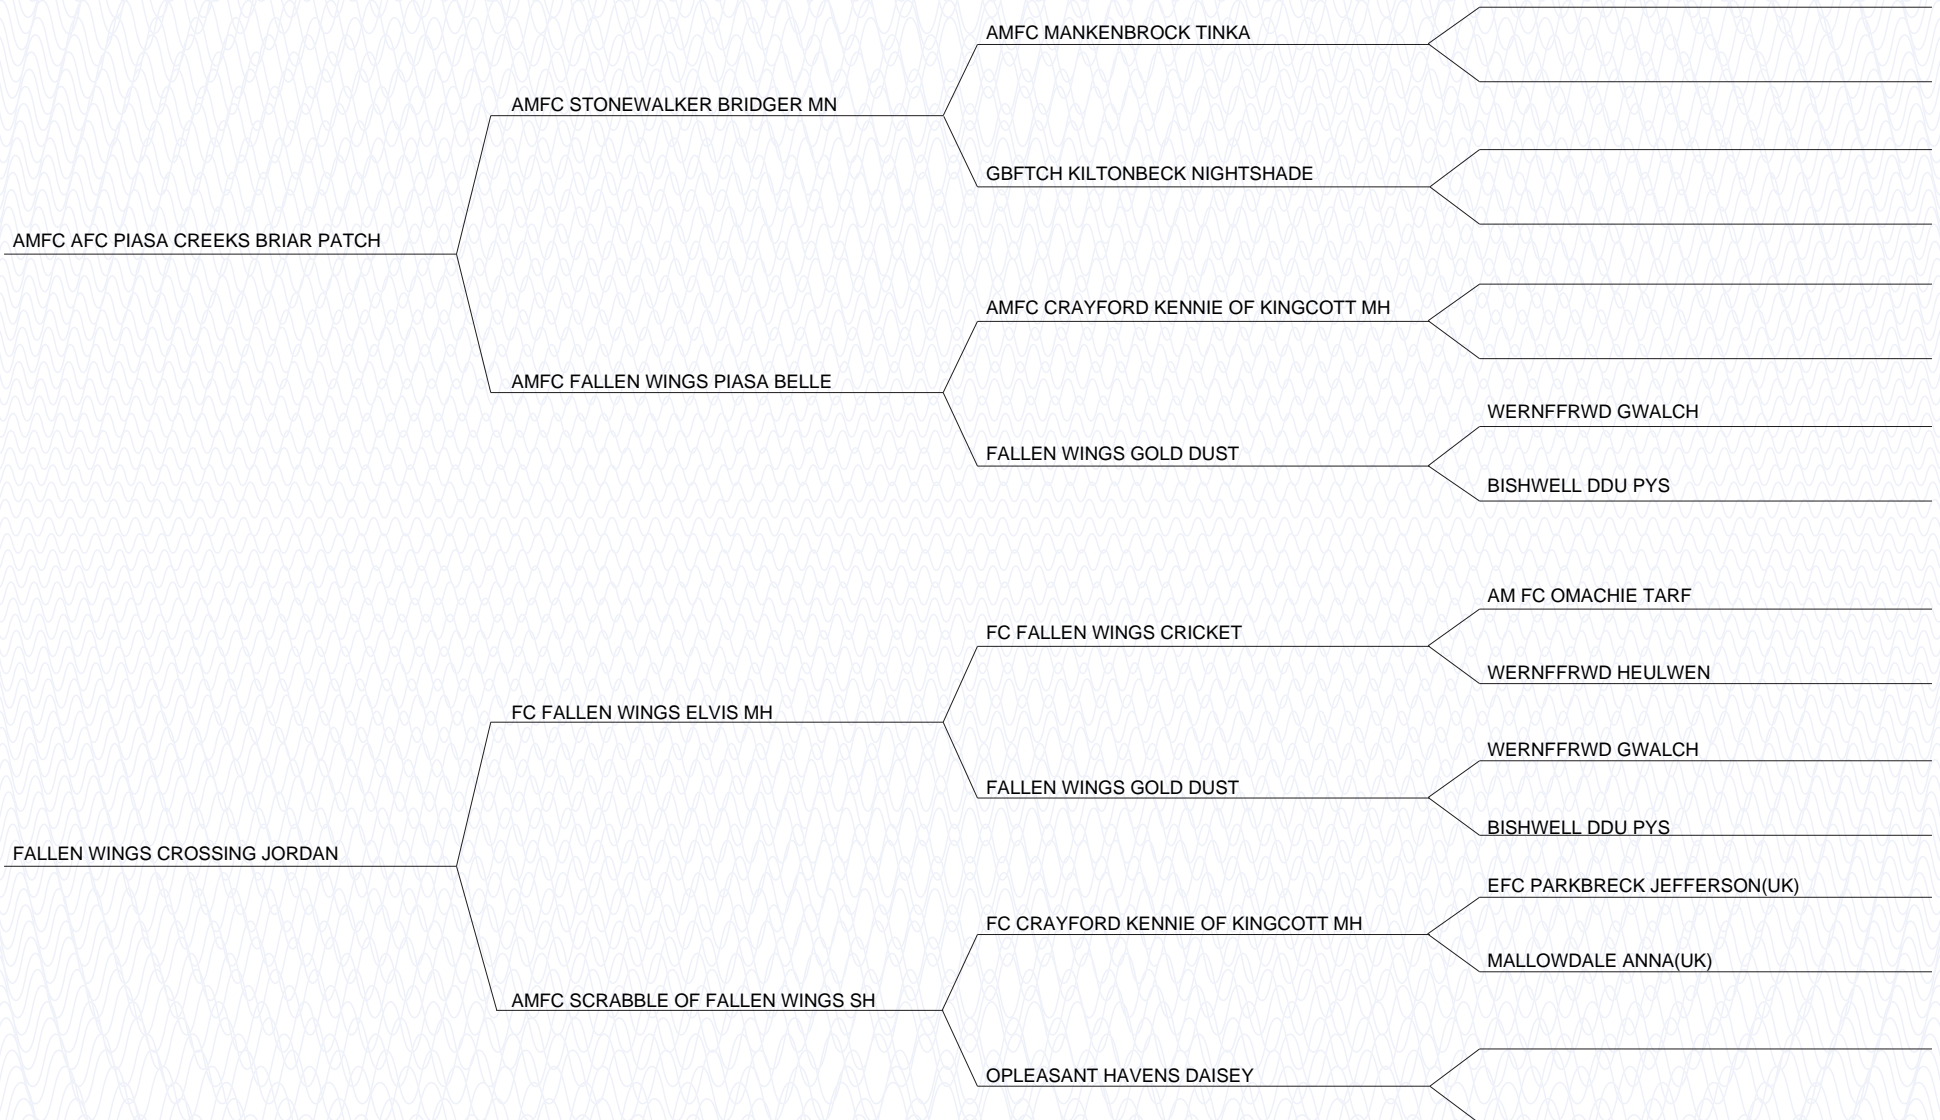 AMFC MANKENBROCK TINKA
AMFC STONEWALKER BRIDGER MN
GBFTCH KILTONBECK NIGHTSHADE
AMFC AFC PIASA CREEKS BRIAR PATCH
AMFC CRAYFORD KENNIE OF KINGCOTT MH
AMFC FALLEN WINGS PIASA BELLE
WERNFFRWD GWALCH
FALLEN WINGS GOLD DUST
BISHWELL DDU PYS
AM FC OMACHIE TARF
FC FALLEN WINGS CRICKET
WERNFFRWD HEULWEN
FC FALLEN WINGS ELVIS MH
WERNFFRWD GWALCH
FALLEN WINGS GOLD DUST
BISHWELL DDU PYS
FALLEN WINGS CROSSING JORDAN
EFC PARKBRECK JEFFERSON(UK)
FC CRAYFORD KENNIE OF KINGCOTT MH
MALLOWDALE ANNA(UK)
AMFC SCRABBLE OF FALLEN WINGS SH
OPLEASANT HAVENS DAISEY